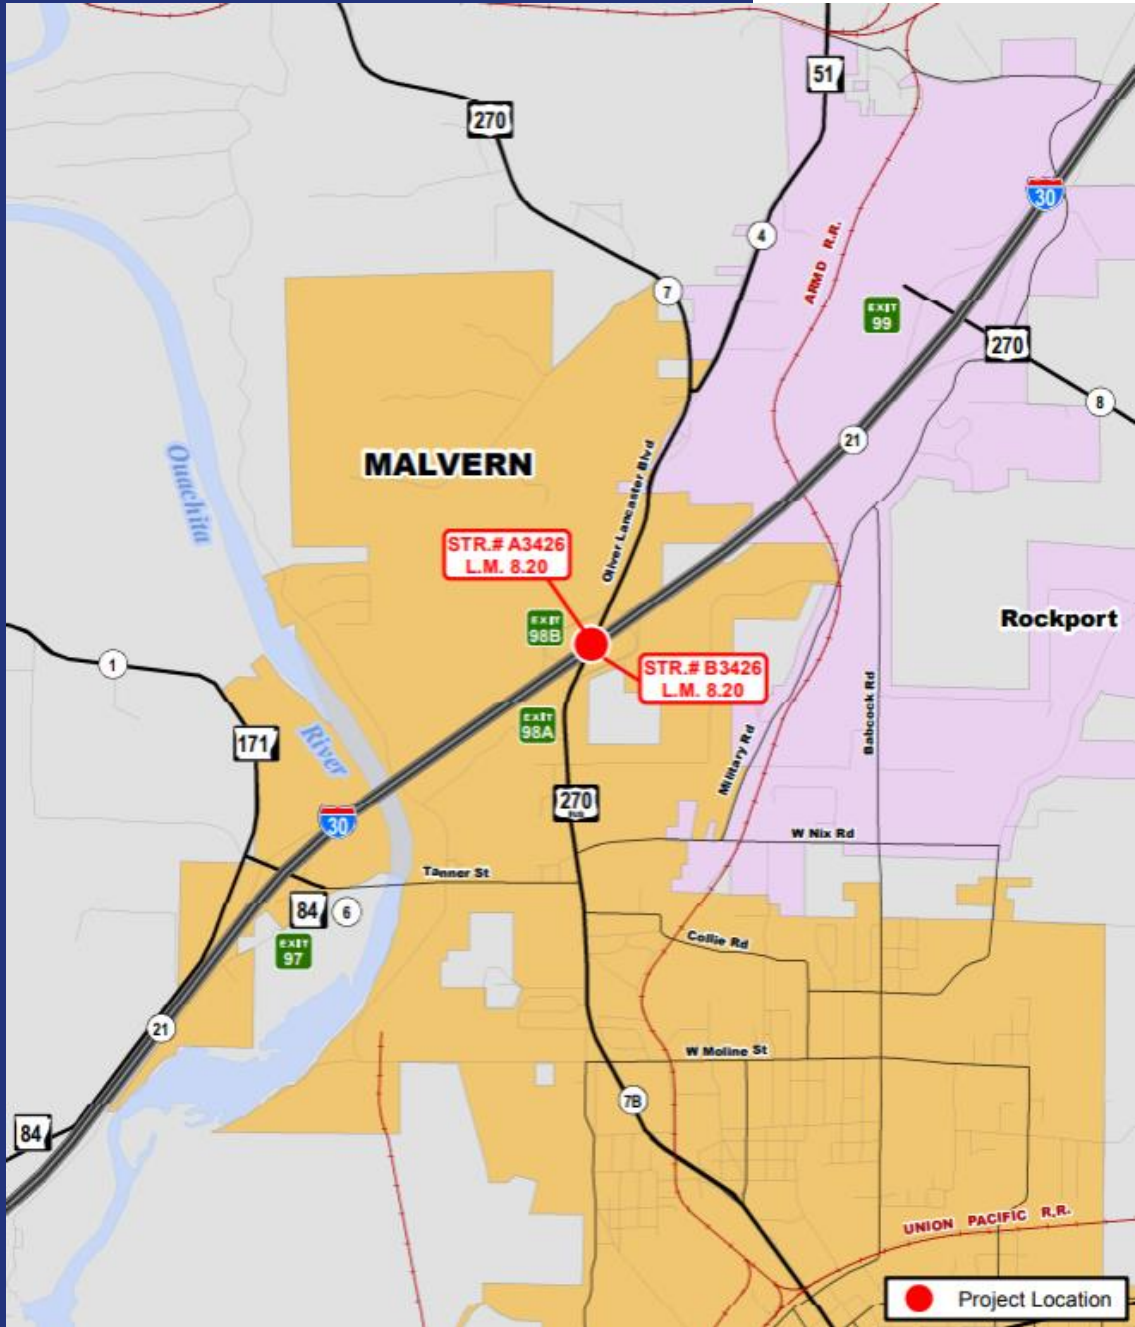 51
270
30
4
7
ARMD R.R.
EXIT
99
270
8
21
MALVERN
Oliver Lancaster Blvd
Ouachita
STR.# A3426
L.M. 8.20
EXIT
98B
Rockport
STR.# B3426
L.M. 8.20
1
Babcock Rd
EXIT
98A
171
River
Military Rd
270
BUS
30
W Nix Rd
Tanner St
84
6
EXIT
97
Collie Rd
21
W Moline St
7B
84
UNION PACIFIC R.R.
Project Location